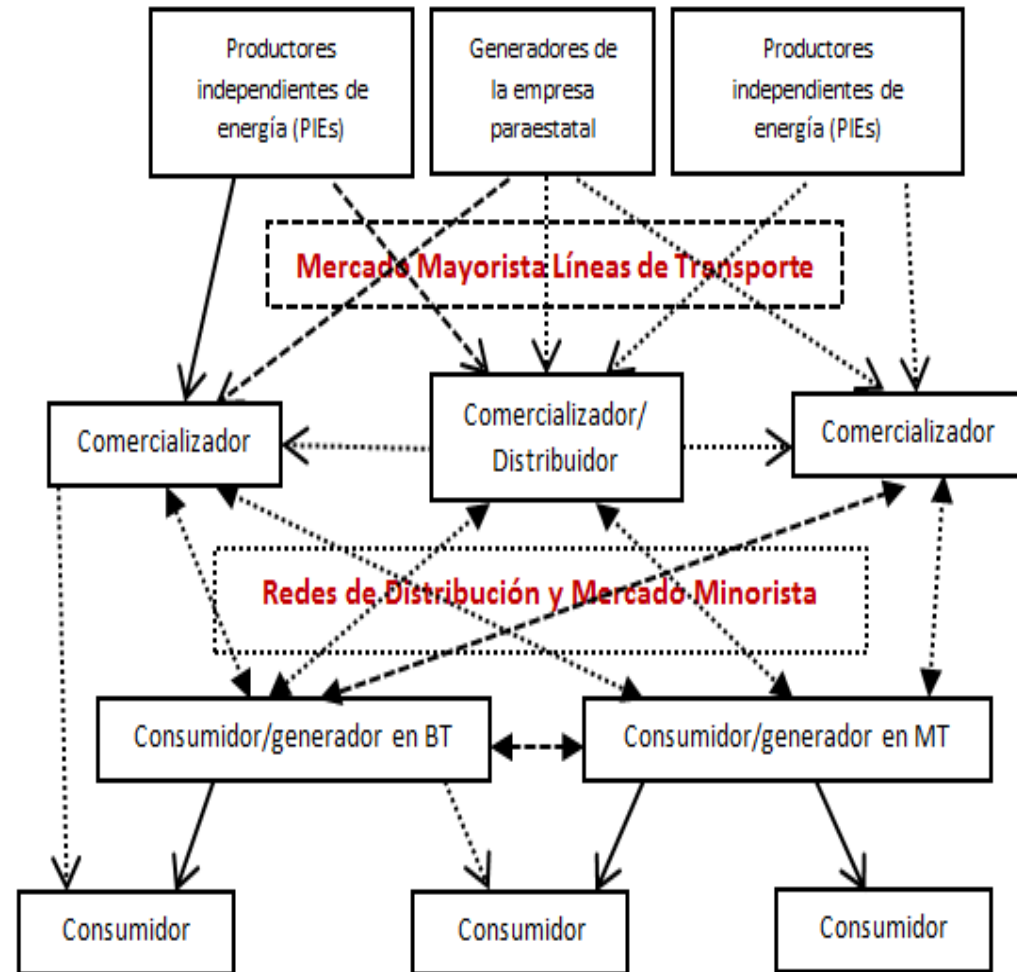 Productores
independientes de
energía (PIEs)
Generadores de
la empresa
paraestatal
Productores
independientes de
energía (PIEs)
Mercado Mayorista Líneas de Transporte
Comercializador
Comercializador/
Distribuidor
Comercializador
Redes de Distribución y Mercado Minorista
Consumidor/generador en BT
Consumidor/generador en MT
Consumidor
Consumidor
Consumidor